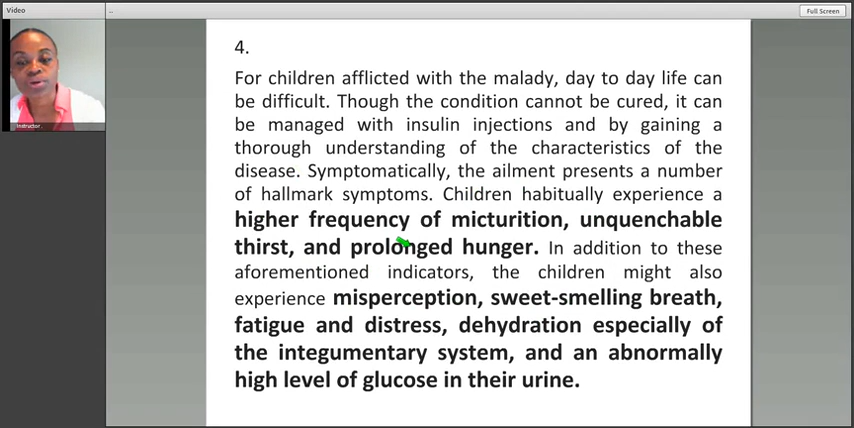 Video
...
Full Screen
Instructor .
4.
For children afflicted with the malady, day to day life can
be difficult. Though the condition cannot be cured, it can
be managed with insulin injections and by gaining a
thorough understanding of the characteristics of the
disease. Symptomatically, the ailment presents a number
of hallmark symptoms. Children habitually experience a
higher frequency of micturition, unquenchable
thirst, and prolonged hunger. In addition to these
aforementioned indicators, the children might also
experience misperception, sweet-smelling breath,
fatigue and distress, dehydration especially of
the integumentary system, and an abnormally
high level of glucose in their urine.